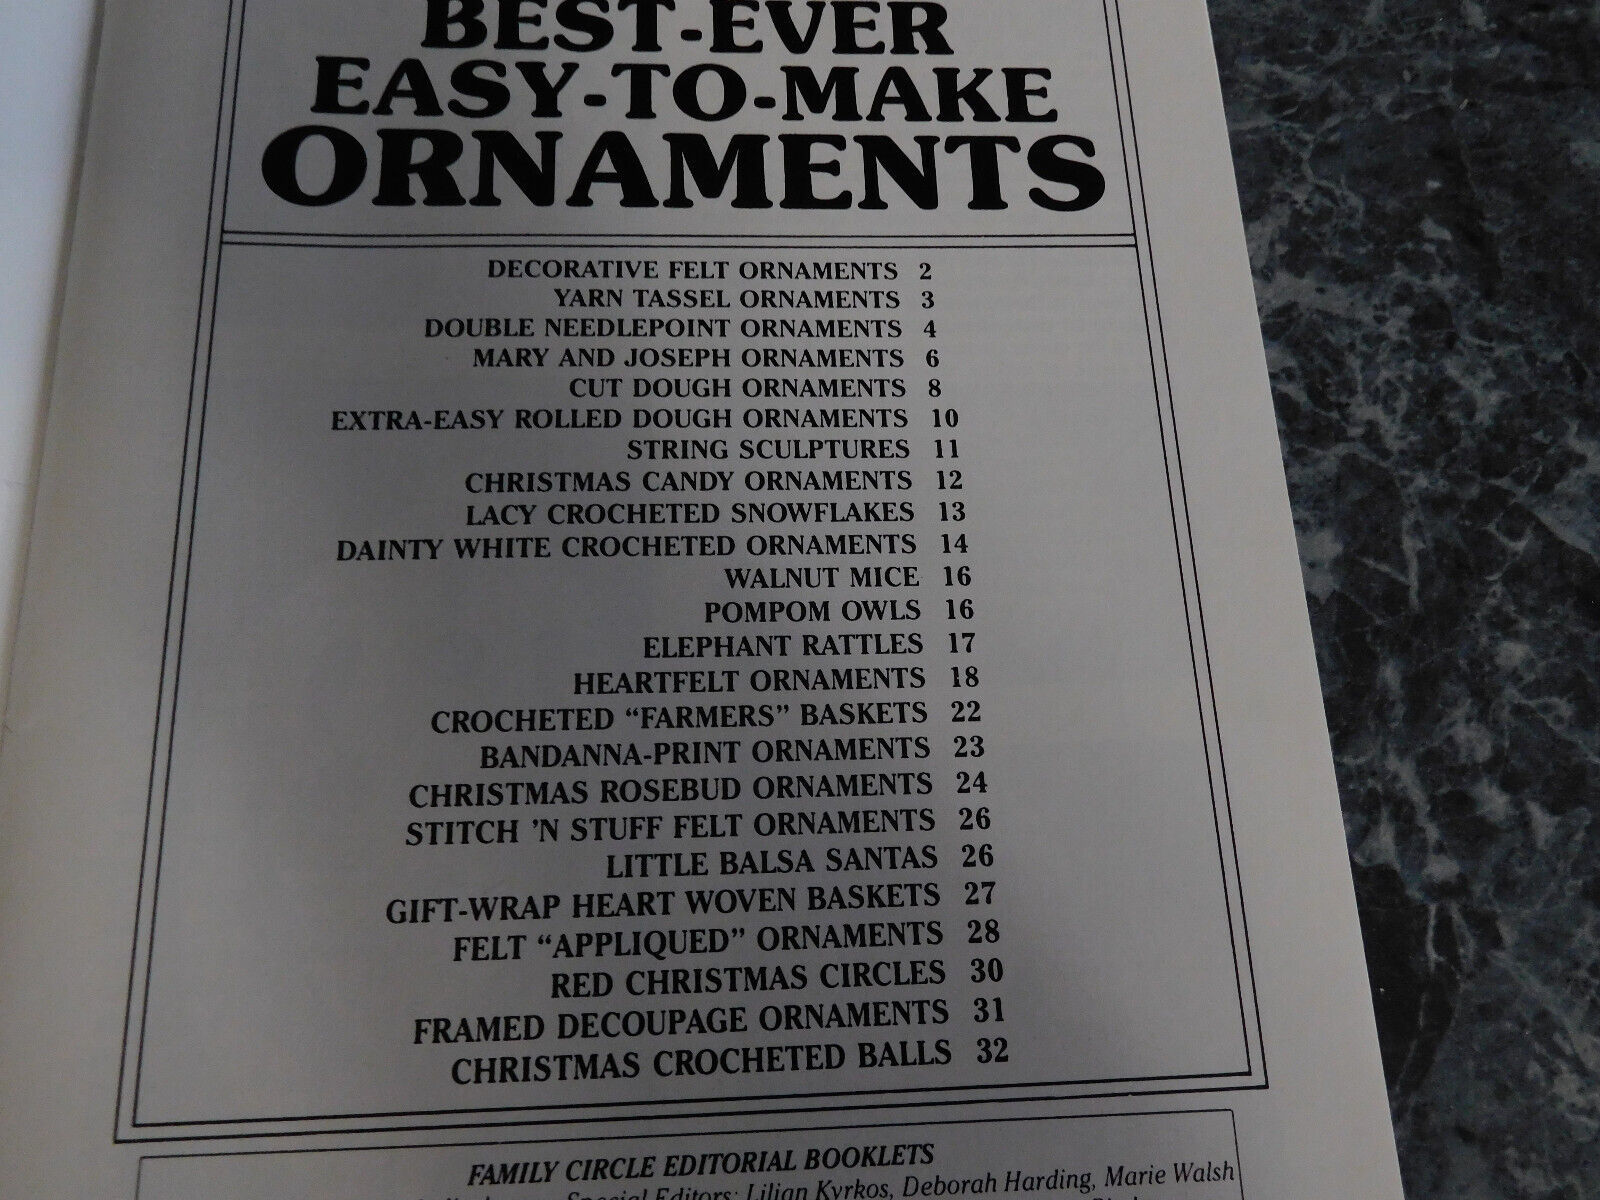 BEST-EVER
EASY-TO-MAKE
ORNAMENTS
DECORATIVE FELT ORNAMENTS 2
YARN TASSEL ORNAMENTS 3
DOUBLE NEEDLEPOINT ORNAMENTS 4
MARY AND JOSEPH ORNAMENTS 6
CUT DOUGH ORNAMENTS 8
EXTRA-EASY ROLLED DOUGH ORNAMENTS 10
STRING SCULPTURES 11
CHRISTMAS CANDY ORNAMENTS 12
LACY CROCHETED SNOWFLAKES 13
DAINTY WHITE CROCHETED ORNAMENTS 14
WALNUT MICE 16
POMPOM OWLS 16
ELEPHANT RATTLES 17
HEARTFELT ORNAMENTS 18
CROCHETED “FARMERS” BASKETS 22
BANDANNA-PRINT ORNAMENTS 23
CHRISTMAS ROSEBUD ORNAMENTS 24
STITCH ’N STUFF FELT ORNAMENTS 26
LITTLE BALSA SANTAS 26
GIFT-WRAP HEART WOVEN BASKETS 27
FELT “APPLIQUED” ORNAMENTS 28
RED CHRISTMAS CIRCLES 30
FRAMED DECOUPAGE ORNAMENTS 31
CHRISTMAS CROCHETED BALLS 32
FAMILY CIRCLE EDITORIAL BOOKLETS
Special Editors: Lilian Kyrkos, Deborah Harding, Marie Walsh